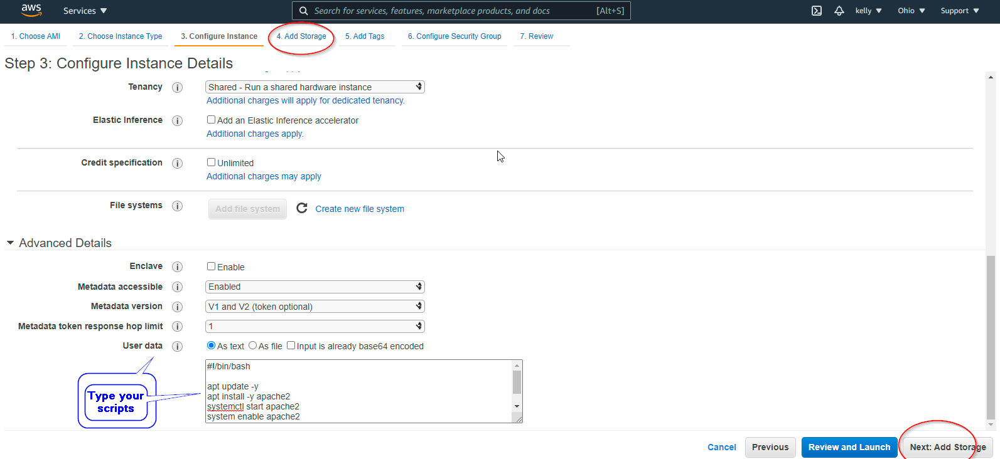 aws
Services
Search for services, features, marketplace products, and docs [Alt+S]
kelly
Ohio
Support
1. Choose AMI
2. Choose Instance Type
3. Configure Instance
4. Add Storage
5. Add Tags
6. Configure Security Group
7. Review
Step 3: Configure Instance Details
Tenancy
Shared - Run a shared hardware instance
Additional charges will apply for dedicated tenancy.
Elastic Inference
Add an Elastic Inference accelerator
Additional charges apply.
Credit specification
Unlimited
Additional charges may apply
File systems
Add file system
Create new file system
Advanced Details
Enclave
Enable
Metadata accessible
Enabled
Metadata version
V1 and V2 (token optional)
Metadata token response hop limit
1
User data
As text As file Input is already base64 encoded
#!/bin/bash
apt update -y
apt install -y apache2
systemctl start apache2
system enable apache2
Type your
scripts
Cancel
Previous
Review and Launch
Next: Add Storage